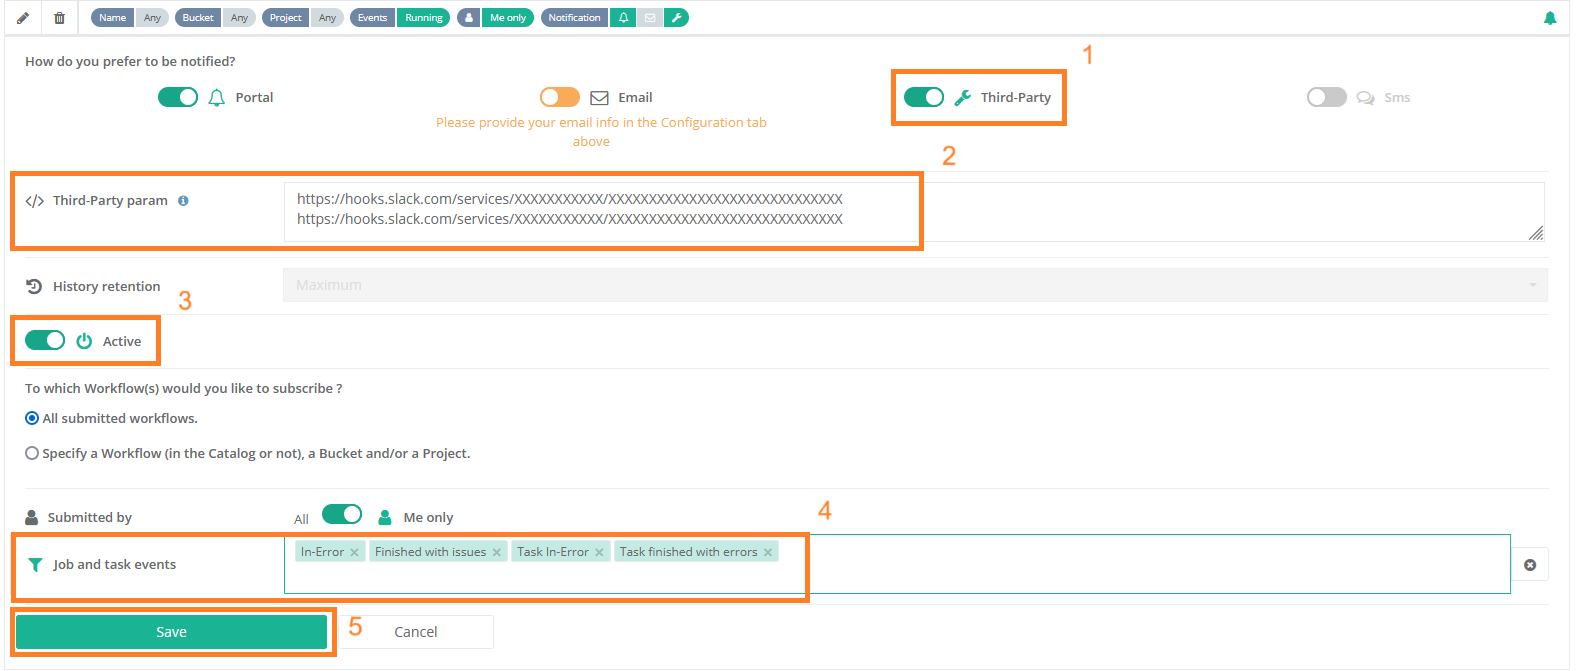 Name Any Bucket Any Project Any Events Running Me only Notification
How do you prefer to be notified?
1
Portal Email Third-Party Sms
Please provide your email info in the Configuration tab
above
2
Third-Party param
https://hooks.slack.com/services/XXXXXXXXXXX/XXXXXXXXXXXXXXXXXXXXXXXXXXXXX
https://hooks.slack.com/services/XXXXXXXXXXX/XXXXXXXXXXXXXXXXXXXXXXXXXXXXX
History retention Maximum
3
Active
To which Workflow(s) would you like to subscribe ?
All submitted workflows.
Specify a Workflow (in the Catalog or not), a Bucket and/or a Project.
4
Submitted by All Me only
Job and task events In-Error × Finished with issues × Task In-Error × Task finished with errors ×
Save 5 Cancel